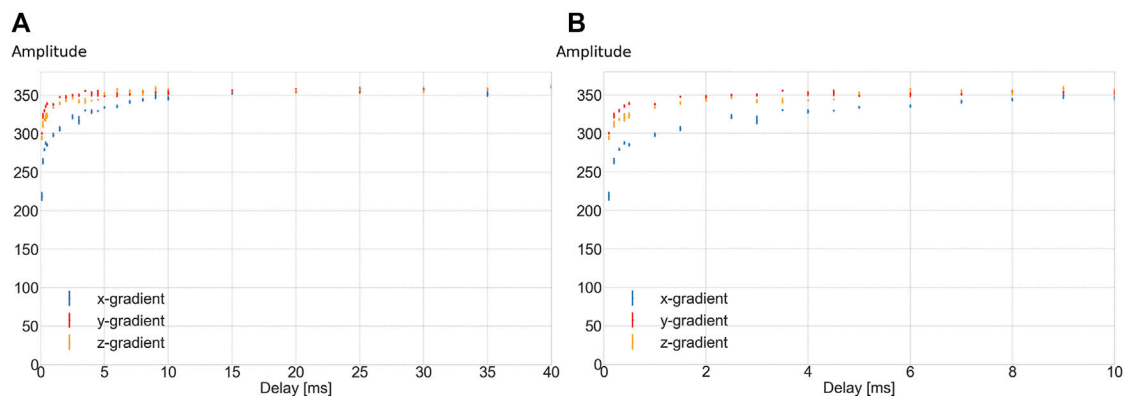 A
Amplitude
350
300
250
200
150
100
50
0
x-gradient
y-gradient
z-gradient
0 5 10 15 20 25 30 35 40
Delay [ms]
B
Amplitude
350
300
250
200
150
100
50
0
x-gradient
y-gradient
z-gradient
0 2 4 6 8 10
Delay [ms]